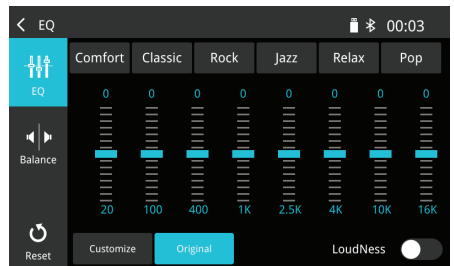 EQ 00:03
Comfort Classic Rock Jazz Relax Pop
EQ
0 0 0 0 0 0 0 0
Balance
20 100 400 1K 2.5K 4K 10K 16K
Reset
Customize Original LoudNess